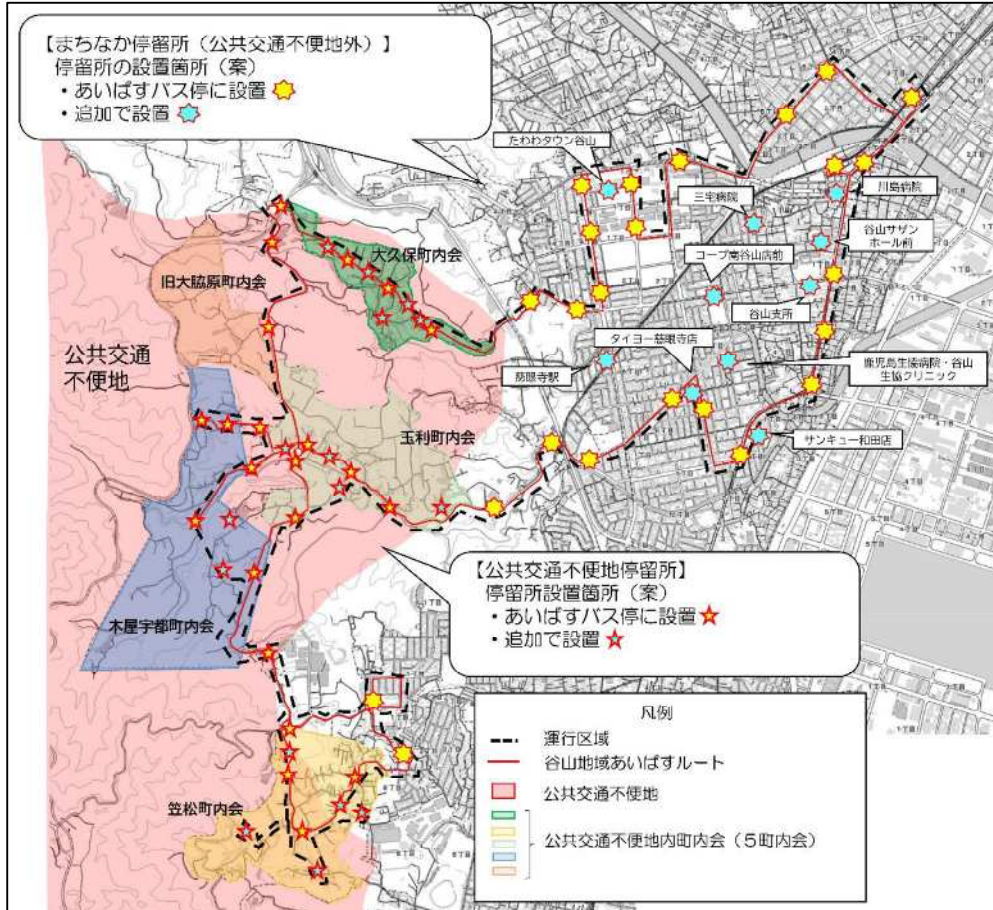 【まちなか停留所(公共交通不便地外)】
停留所の設置箇所(案)
・あいばすバス停に設置
・追加で設置
たわわタウン谷山
三宅病院
川島病院
谷山サザン
ホール前
コープ南谷山店前
谷山支所
タイヨー慈眼寺店
慈眼寺駅
鹿児島生協病院・谷山
生協クリニック
サンキュー和田店
大久保町内会
旧大脇原町内会
公共交通
不便地
玉利町内会
木屋宇都町内会
笠松町内会
【公共交通不便地停留所】
停留所設置箇所(案)
・あいばすバス停に設置
・追加で設置
凡例
運行区域
谷山地域あいばすルート
公共交通不便地
公共交通不便地内町内会(5町内会)